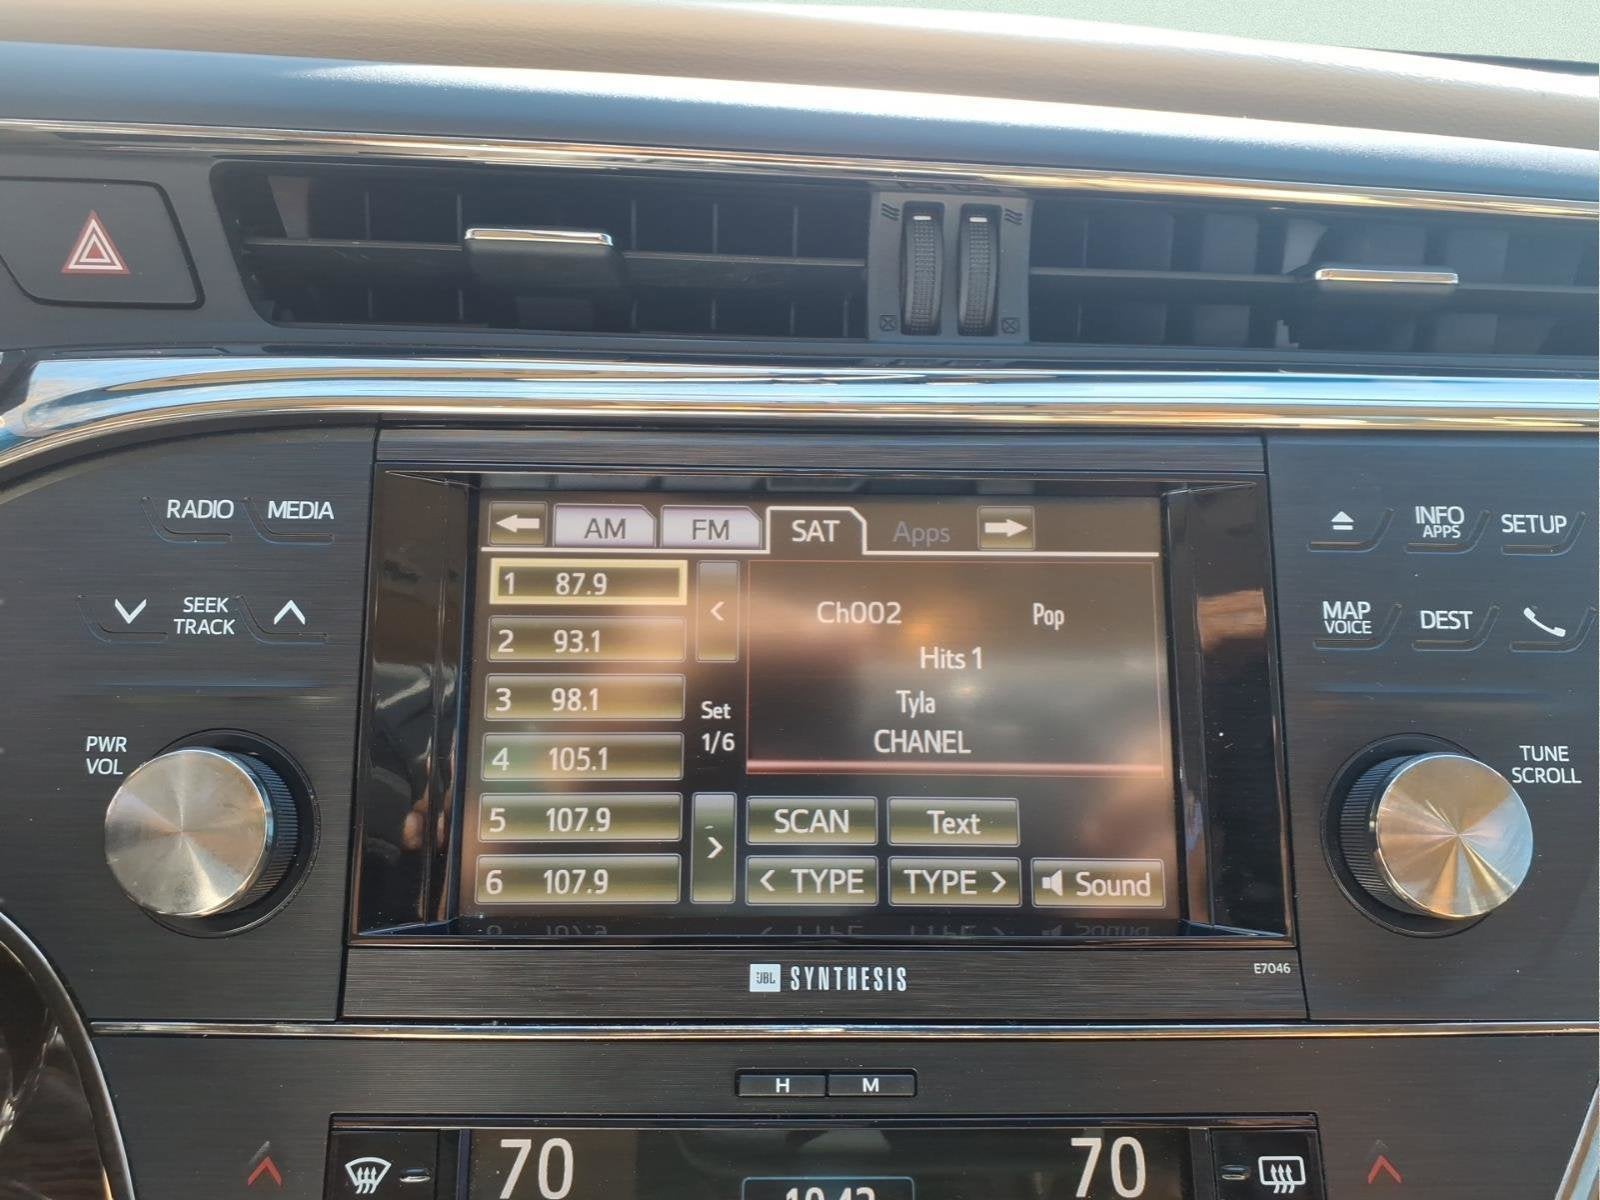 RADIO MEDIA
SEEK
TRACK
PWR
VOL
AM FM SAT Apps
1 87.9
2 93.1
3 98.1
4 105.1
5 107.9
6 107.9
Set
1/6
Ch002 Pop
Hits 1
Tyla
CHANEL
SCAN Text
< TYPE TYPE > Sound
INFO
APPS
SETUP
MAP
VOICE
DEST
TUNE
SCROLL
JBL SYNTHESIS
E7046
H M
70 70